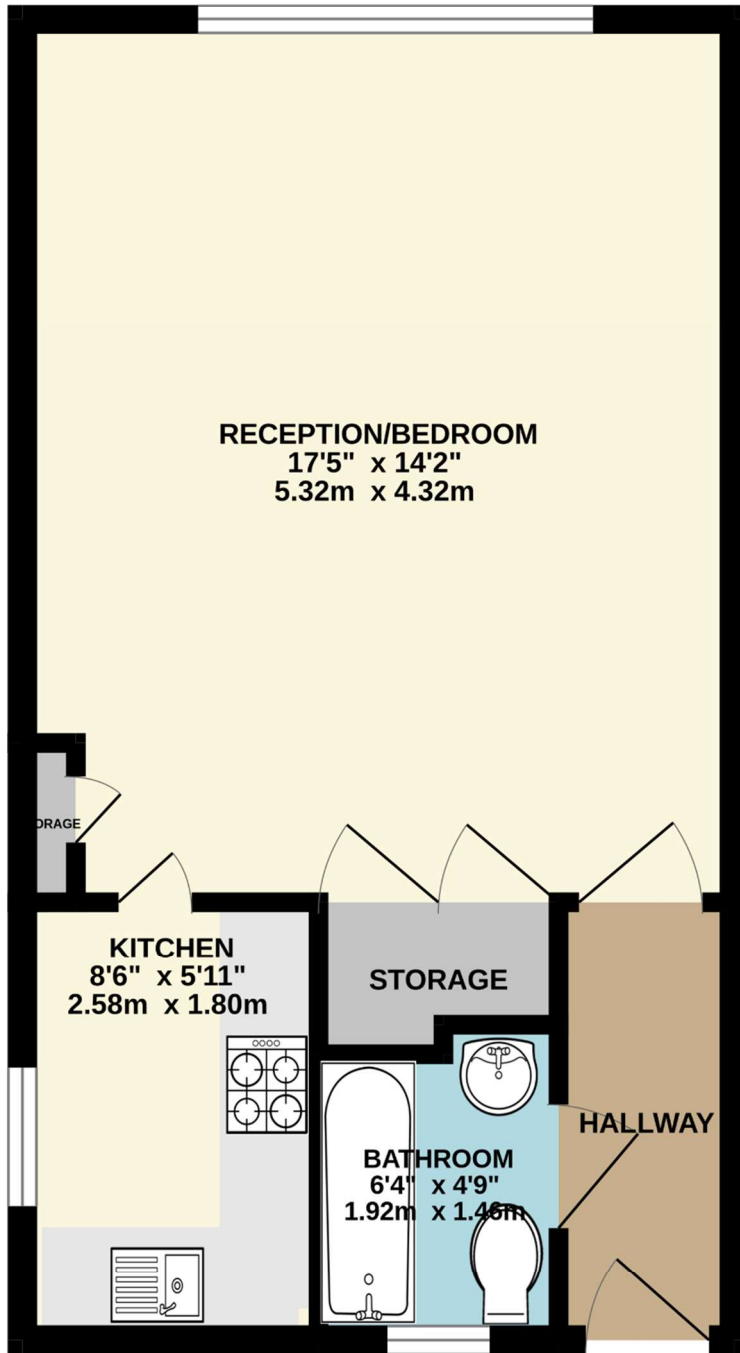 RECEPTION/BEDROOM
17'5" x 14'2"
5.32m x 4.32m
ORAGE
KITCHEN
8'6" x 5'11"
2.58m x 1.80m
STORAGE
HALLWAY
BATHROOM
6'4" x 4'9"
1.92m x 1.46m